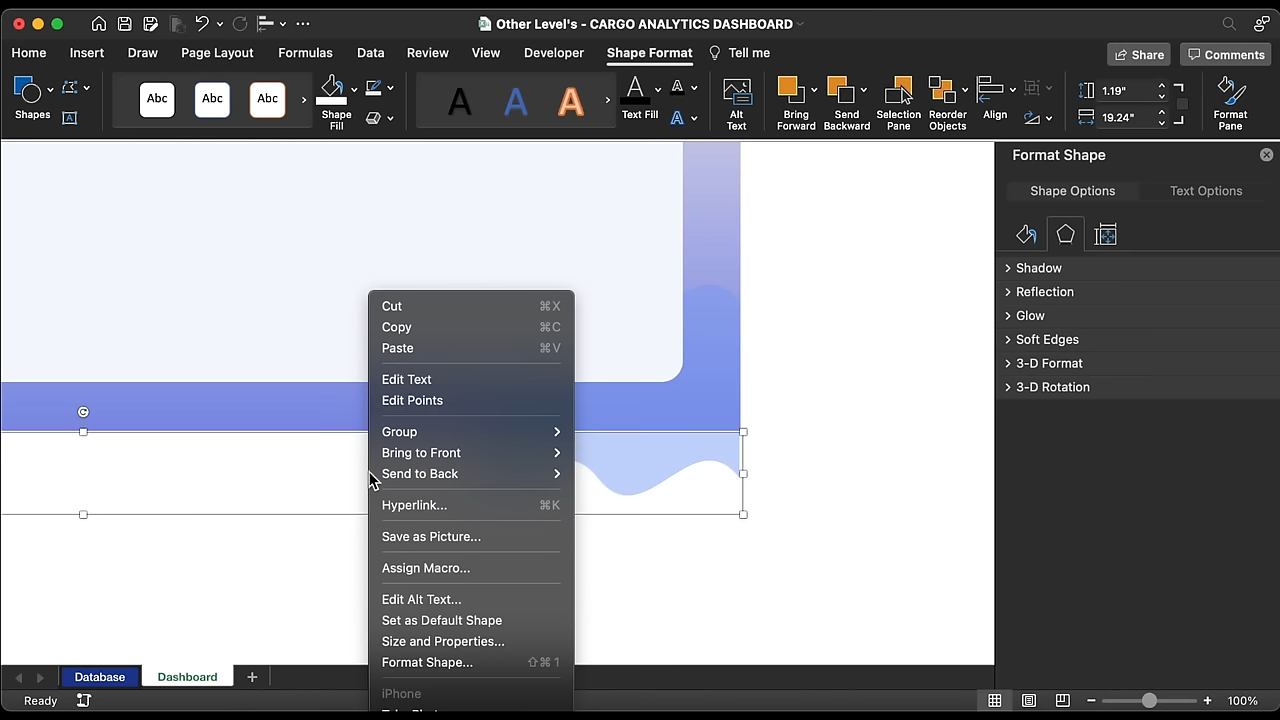 Other Level's - CARGO ANALYTICS DASHBOARD
Home Insert Draw Page Layout Formulas Data Review View Developer Shape Format Tell me Share Comments
Shapes
Abc Abc Abc
Shape
Fill
A A A
Text Fill
Alt
Text
Bring
Forward
Send
Backward
Selection
Pane
Reorder
Objects
Align
1.19"
19.24"
Format
Pane
Format Shape
Shape Options Text Options
Shadow
Reflection
Glow
Soft Edges
3-D Format
3-D Rotation
Cut ⌘X
Copy ⌘C
Paste ⌘V
Edit Text
Edit Points
Group
Bring to Front
Send to Back
Hyperlink... ⌘K
Save as Picture...
Assign Macro...
Edit Alt Text...
Set as Default Shape
Size and Properties...
Format Shape... ⇧⌘1
iPhone
Database Dashboard
Ready
100%